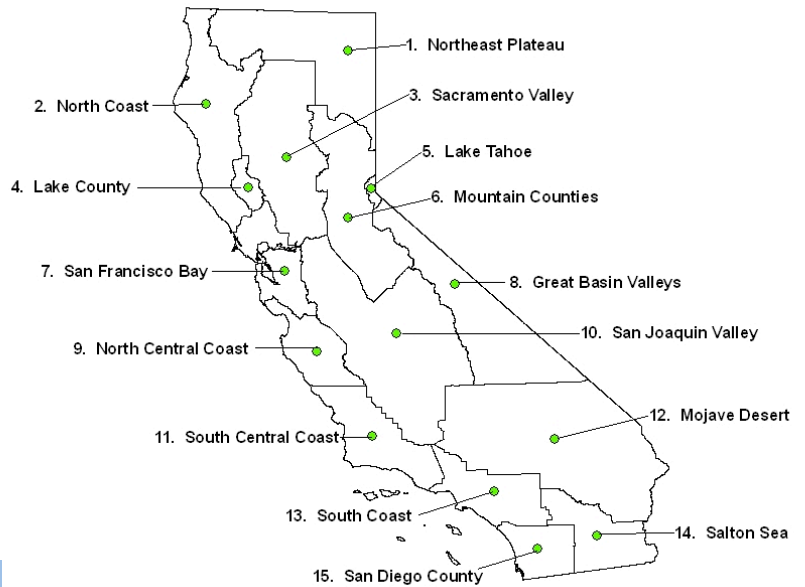 1. Northeast Plateau
2. North Coast
3. Sacramento Valley
4. Lake County
5. Lake Tahoe
6. Mountain Counties
7. San Francisco Bay
8. Great Basin Valleys
9. North Central Coast
10. San Joaquin Valley
11. South Central Coast
12. Mojave Desert
13. South Coast
14. Salton Sea
15. San Diego County